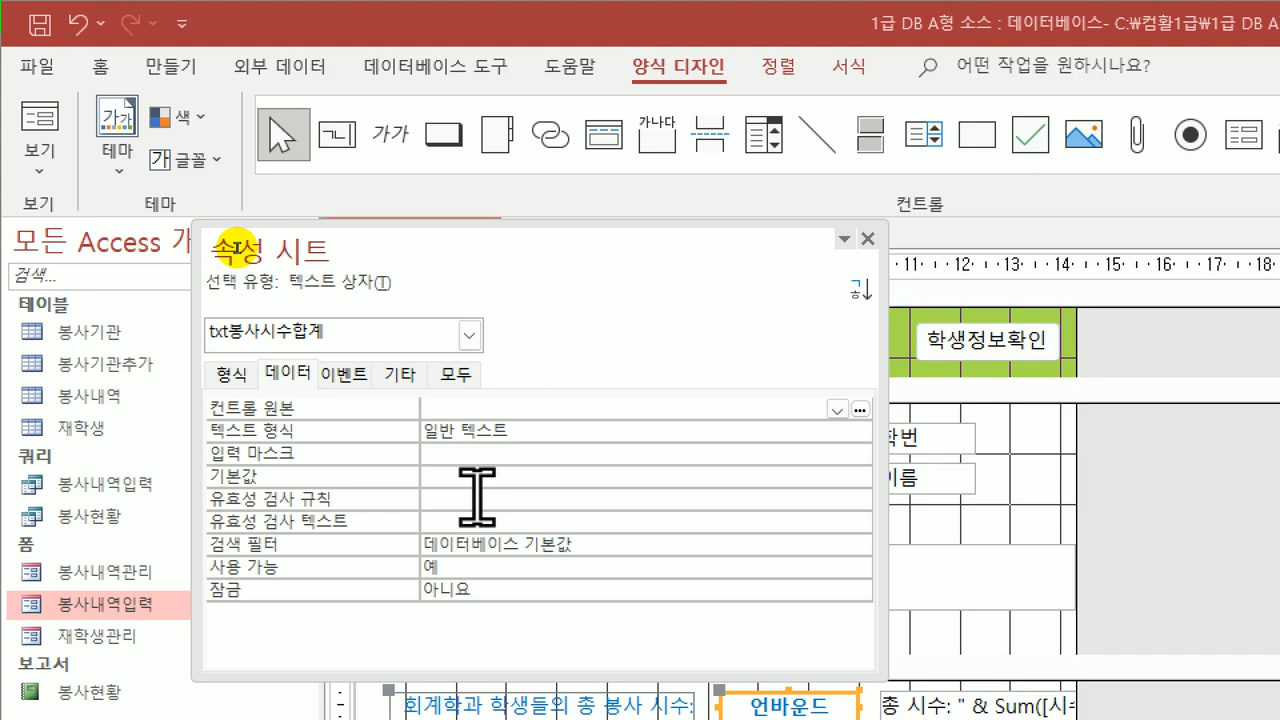 1급 DB A형 소스 : 데이터베이스- C:₩컴활1급₩1급 DB A
파일 홈 만들기 외부 데이터 데이터베이스 도구 도움말 양식 디자인 정렬 서식 어떤 작업을 원하시나요?
보기
가가
테마
색
가 글꼴
가가
가나다
보기 테마 컨트롤
모든 Access 개
검색...
테이블
봉사기관
봉사기관추가
봉사내역
재학생
쿼리
봉사내역입력
봉사현황
폼
봉사내역관리
봉사내역입력
재학생관리
보고서
봉사현황
속성 시트
선택 유형: 텍스트 상자(T)
txt봉사시수합계
형식 데이터 이벤트 기타 모두
컨트롤 원본
텍스트 형식 일반 텍스트
입력 마스크
기본값
유효성 검사 규칙
유효성 검사 텍스트
검색 필터 데이터베이스 기본값
사용 가능 예
잠금 아니요
11 12 13 14 15 16 17 18
학생정보확인
학번
이름
회계학과 학생들의 총 봉사 시수: 언바운드 총 시수: " & Sum([시수